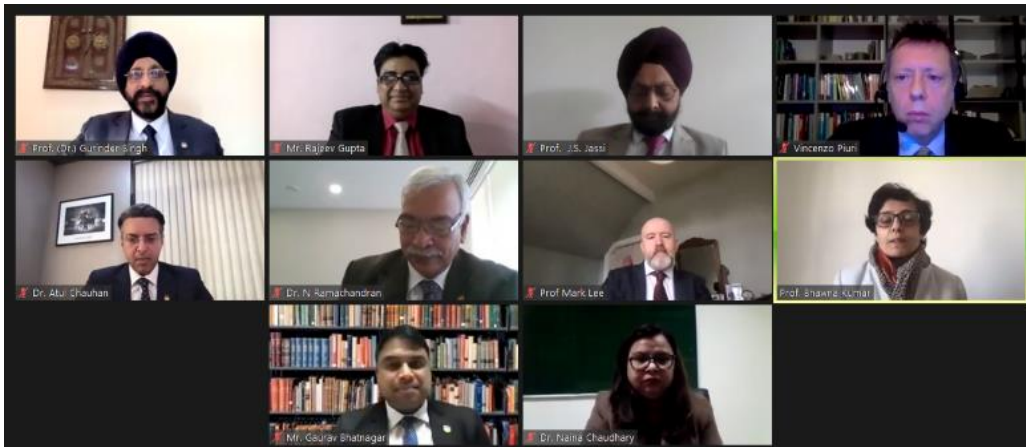 Prof. (Dr.) Gurinder Singh
Mr. Rajeev Gupta
Prof. J.S. Jassi
Vincenzo Piuri
Dr. Atul Chauhan
Dr. N Ramachandran
Prof Mark Lee
Prof. Bhawna Kumar
Mr. Gaurav Bhatnagar
Dr. Naina Chaudhary